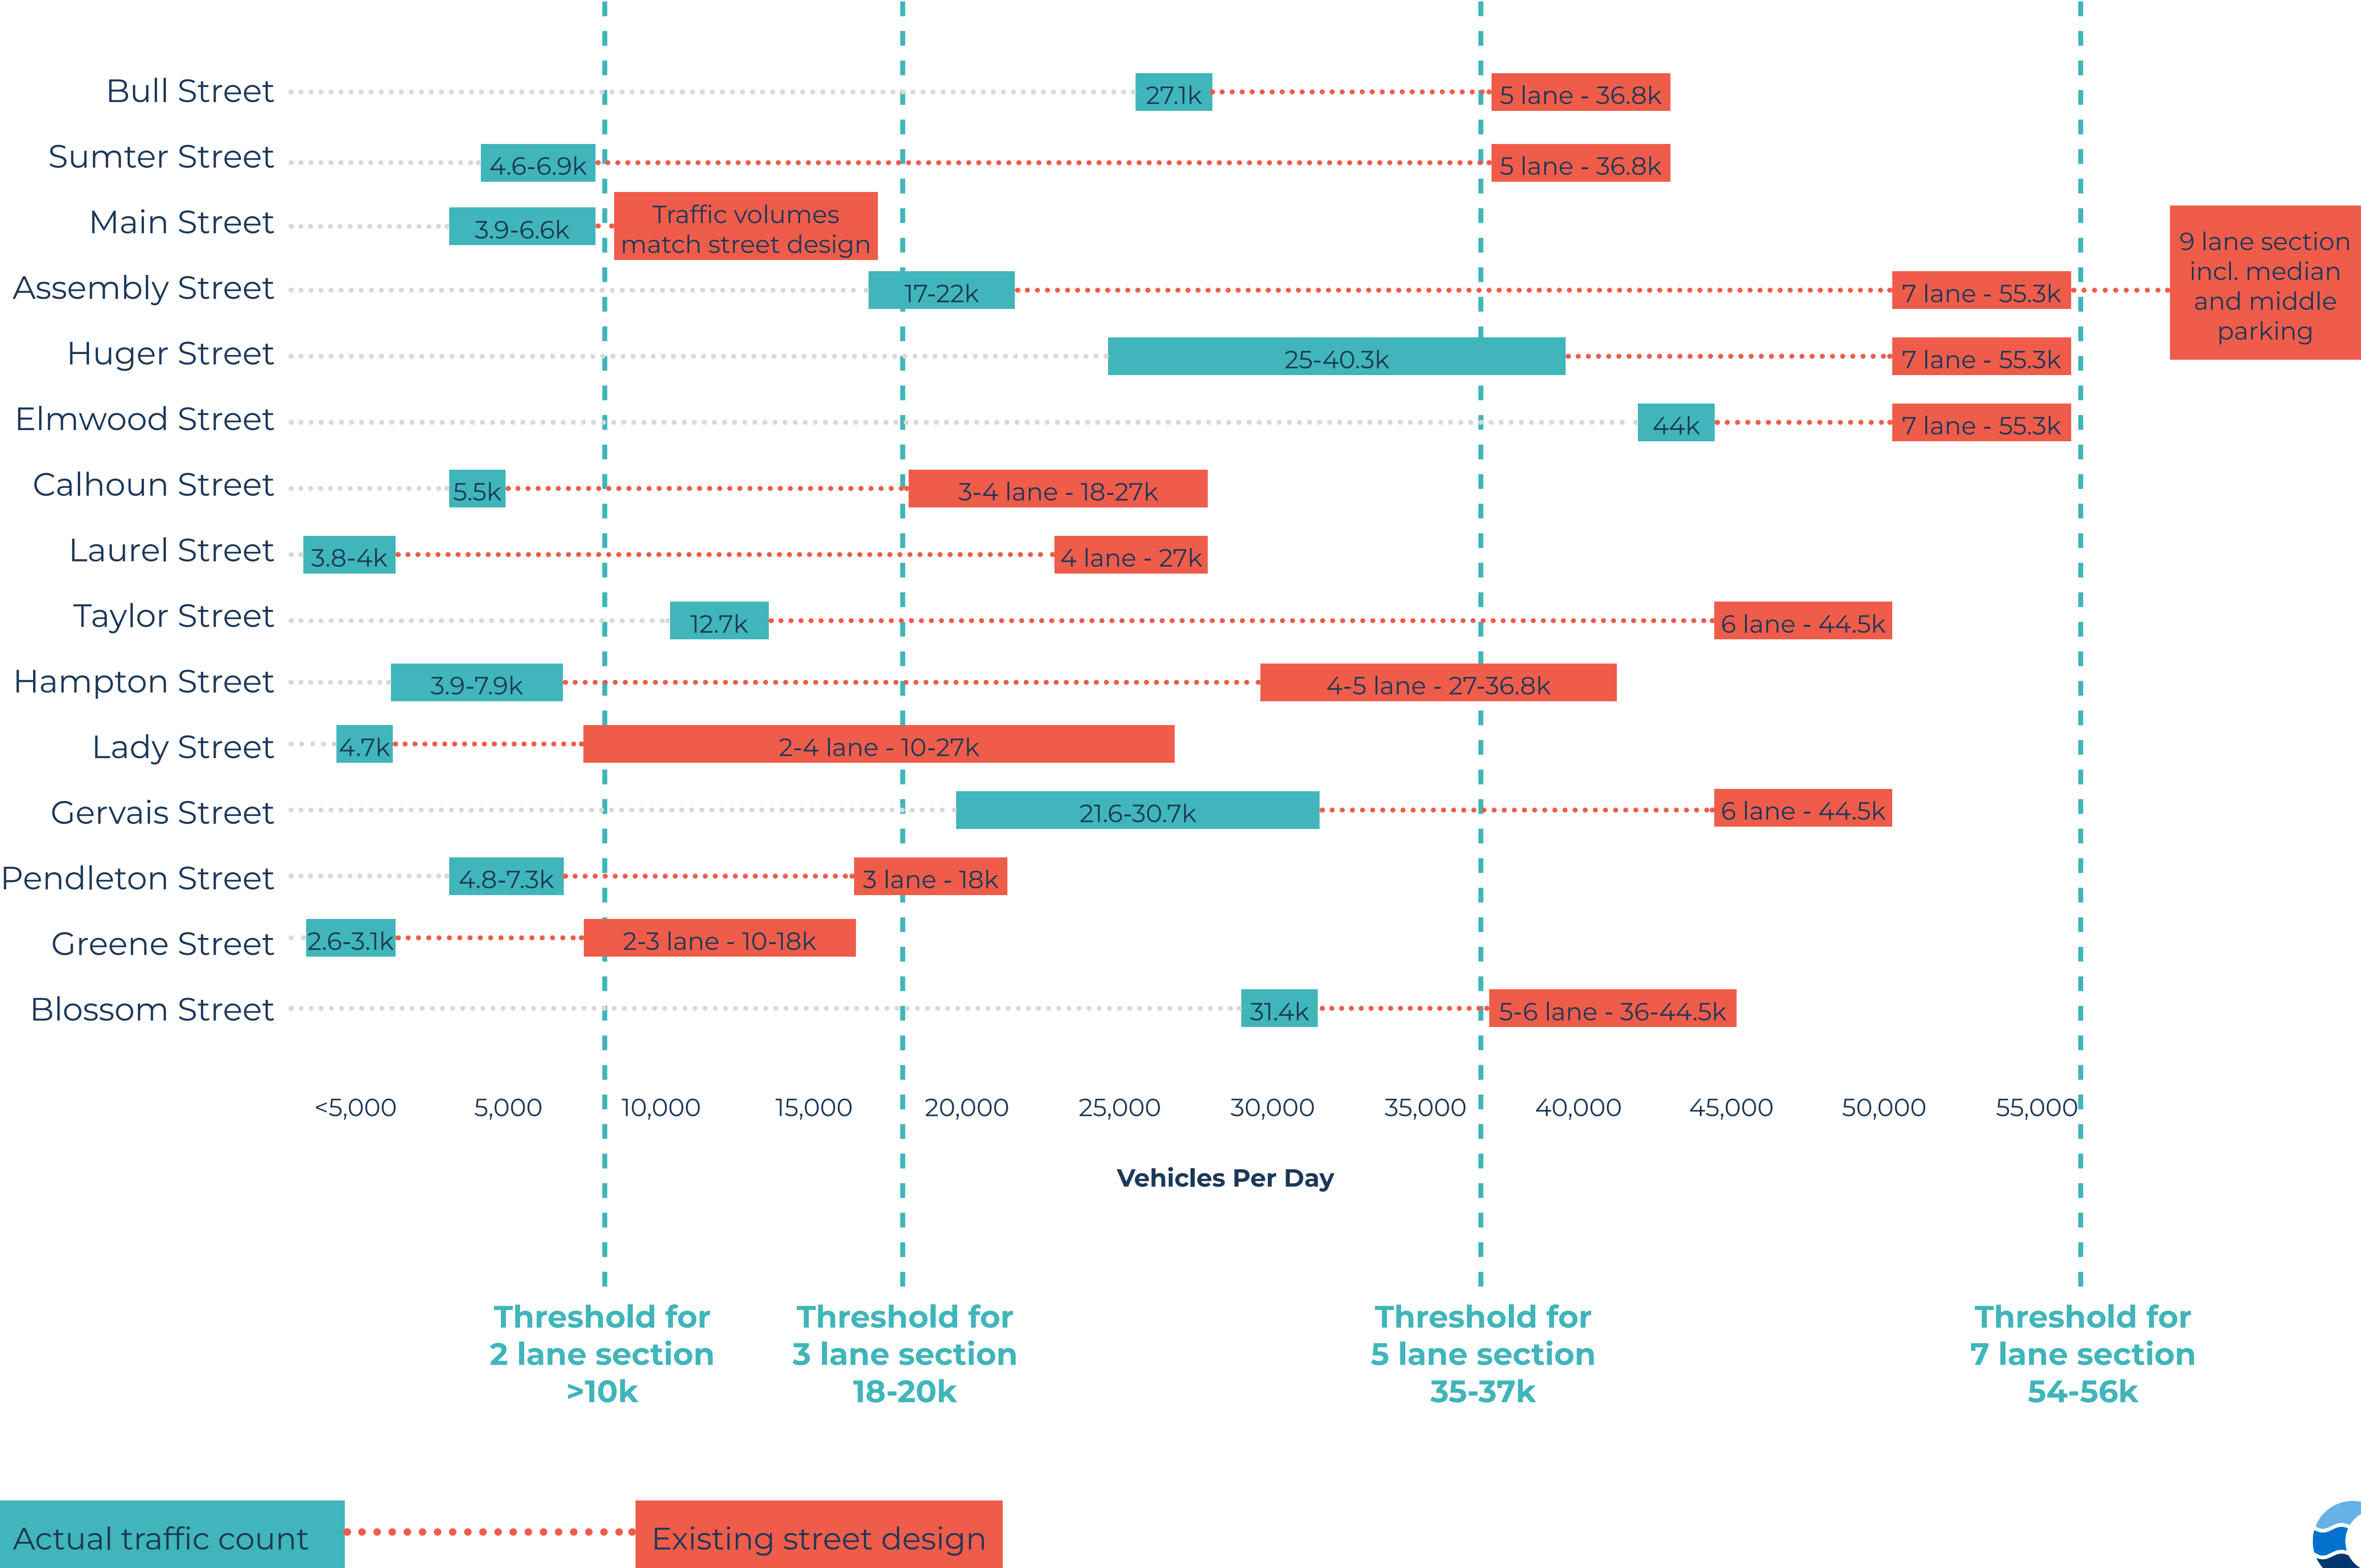 Bull Street
27.1k
5 lane - 36.8k
Sumter Street
4.6-6.9k
5 lane - 36.8k
Main Street
3.9-6.6k
Traffic volumes
match street design
Assembly Street
17-22k
7 lane - 55.3k
9 lane section
incl. median
and middle
parking
Huger Street
25-40.3k
7 lane - 55.3k
Elmwood Street
44k
7 lane - 55.3k
Calhoun Street
5.5k
3-4 lane - 18-27k
Laurel Street
3.8-4k
4 lane - 27k
Taylor Street
12.7k
6 lane - 44.5k
Hampton Street
3.9-7.9k
4-5 lane - 27-36.8k
Lady Street
4.7k
2-4 lane - 10-27k
Gervais Street
21.6-30.7k
6 lane - 44.5k
Pendleton Street
4.8-7.3k
3 lane - 18k
Greene Street
2.6-3.1k
2-3 lane - 10-18k
Blossom Street
31.4k
5-6 lane - 36-44.5k
<5,000 5,000 10,000 15,000 20,000 25,000 30,000 35,000 40,000 45,000 50,000 55,000
Vehicles Per Day
Threshold for
2 lane section
>10k
Threshold for
3 lane section
18-20k
Threshold for
5 lane section
35-37k
Threshold for
7 lane section
54-56k
Actual traffic count
Existing street design